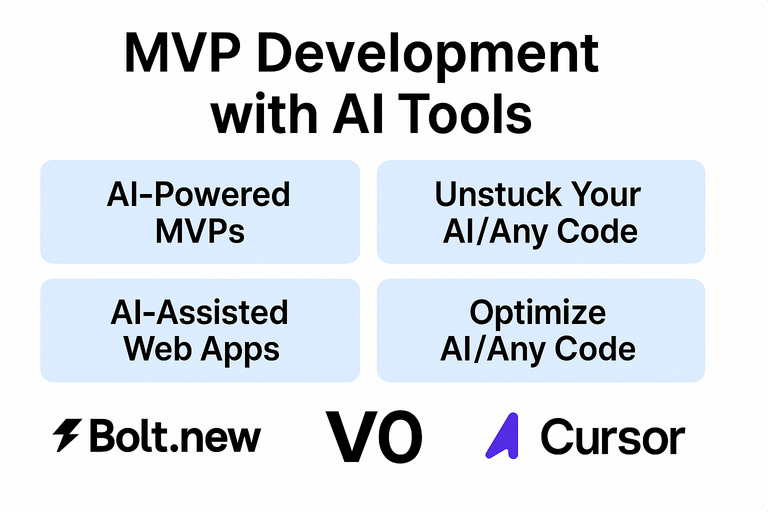 MVP Development
with AI Tools
AI-Powered
MVPs
Unstuck Your
AI/Any Code
AI-Assisted
Web Apps
Optimize
AI/Any Code
Bolt.new
V0
Cursor